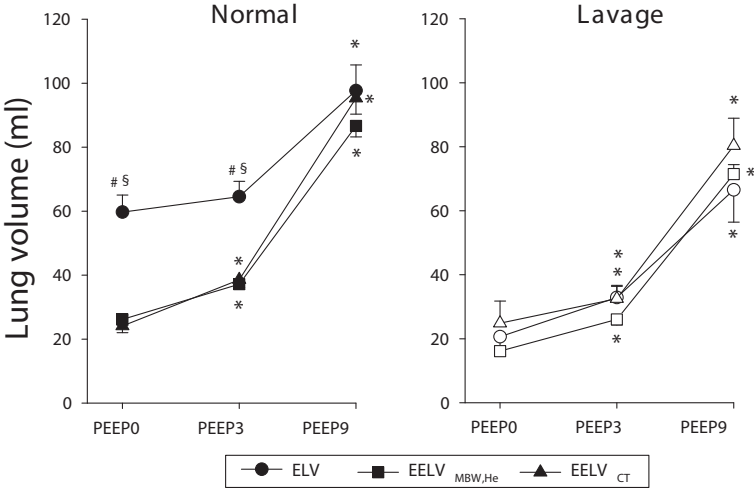 Normal
Lavage
Lung volume (ml)
120
100
80
60
40
20
0
# §
# §
*
*
*
*
*
PEEP0
PEEP3
PEEP9
120
100
80
60
40
20
0
*
*
*
*
*
*
PEEP0
PEEP3
PEEP9
ELV
EELV MBW,He
EELV CT